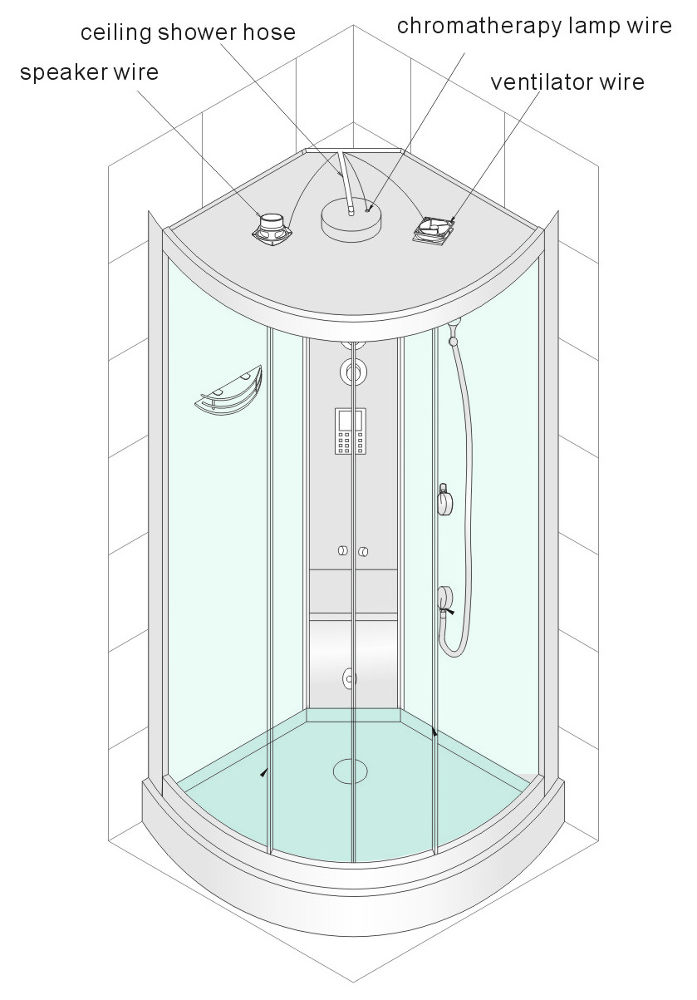 chromatherapy lamp wire
ceiling shower hose
speaker wire
ventilator wire